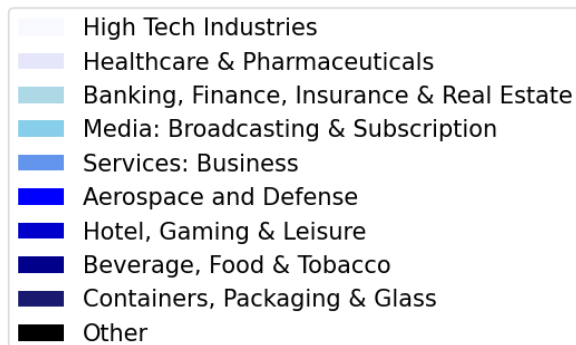 High Tech Industries
Healthcare & Pharmaceuticals
Banking, Finance, Insurance & Real Estate
Media: Broadcasting & Subscription
Services: Business
Aerospace and Defense
Hotel, Gaming & Leisure
Beverage, Food & Tobacco
Containers, Packaging & Glass
Other